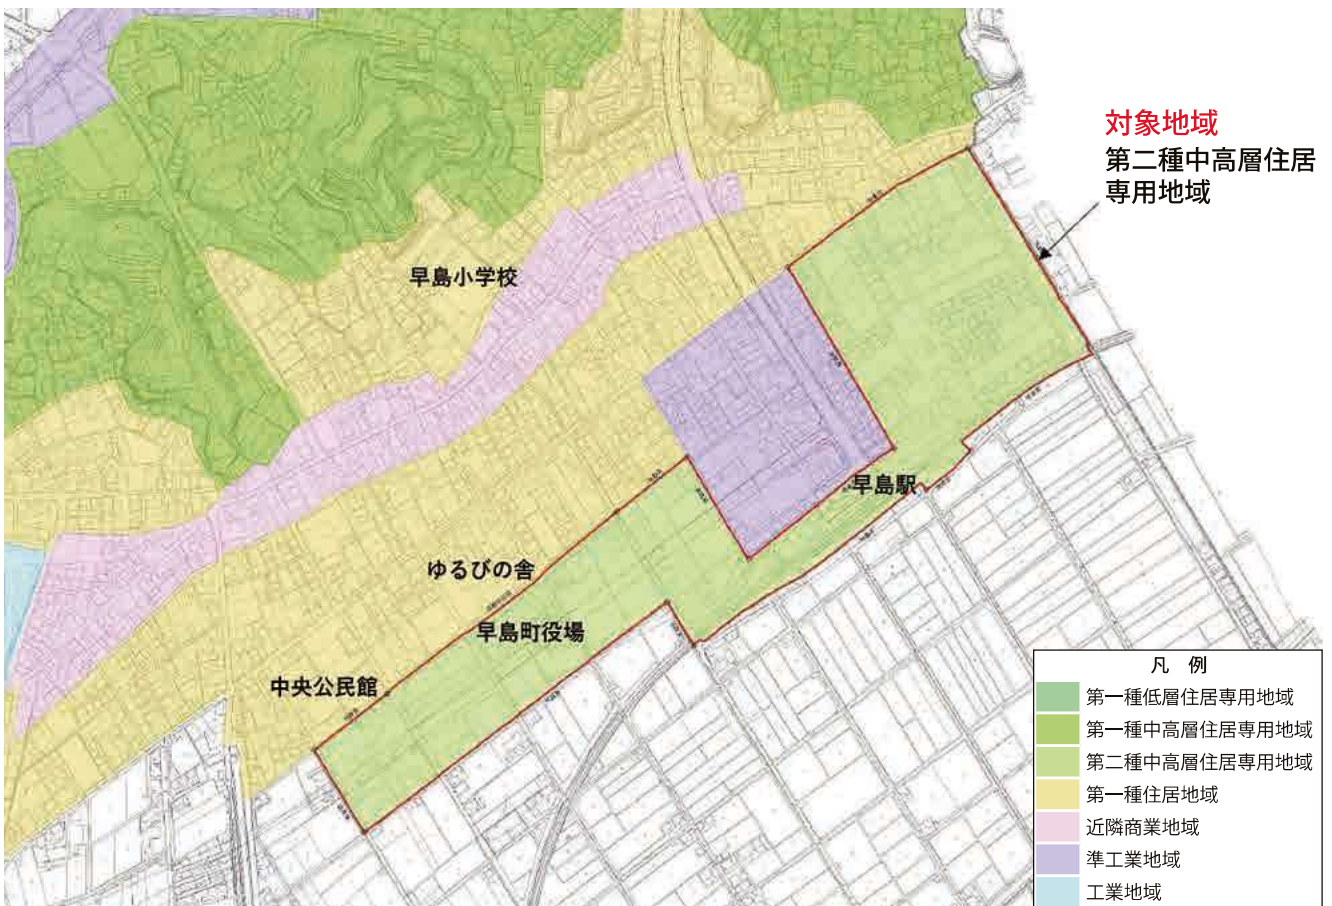 対象地域
第二種中高層住居
専用地域
早島小学校
早島駅
ゆるびの舎
早島町役場
中央公民館
凡 例
第一種低層住居専用地域
第一種中高層住居専用地域
第二種中高層住居専用地域
第一種住居地域
近隣商業地域
準工業地域
工業地域